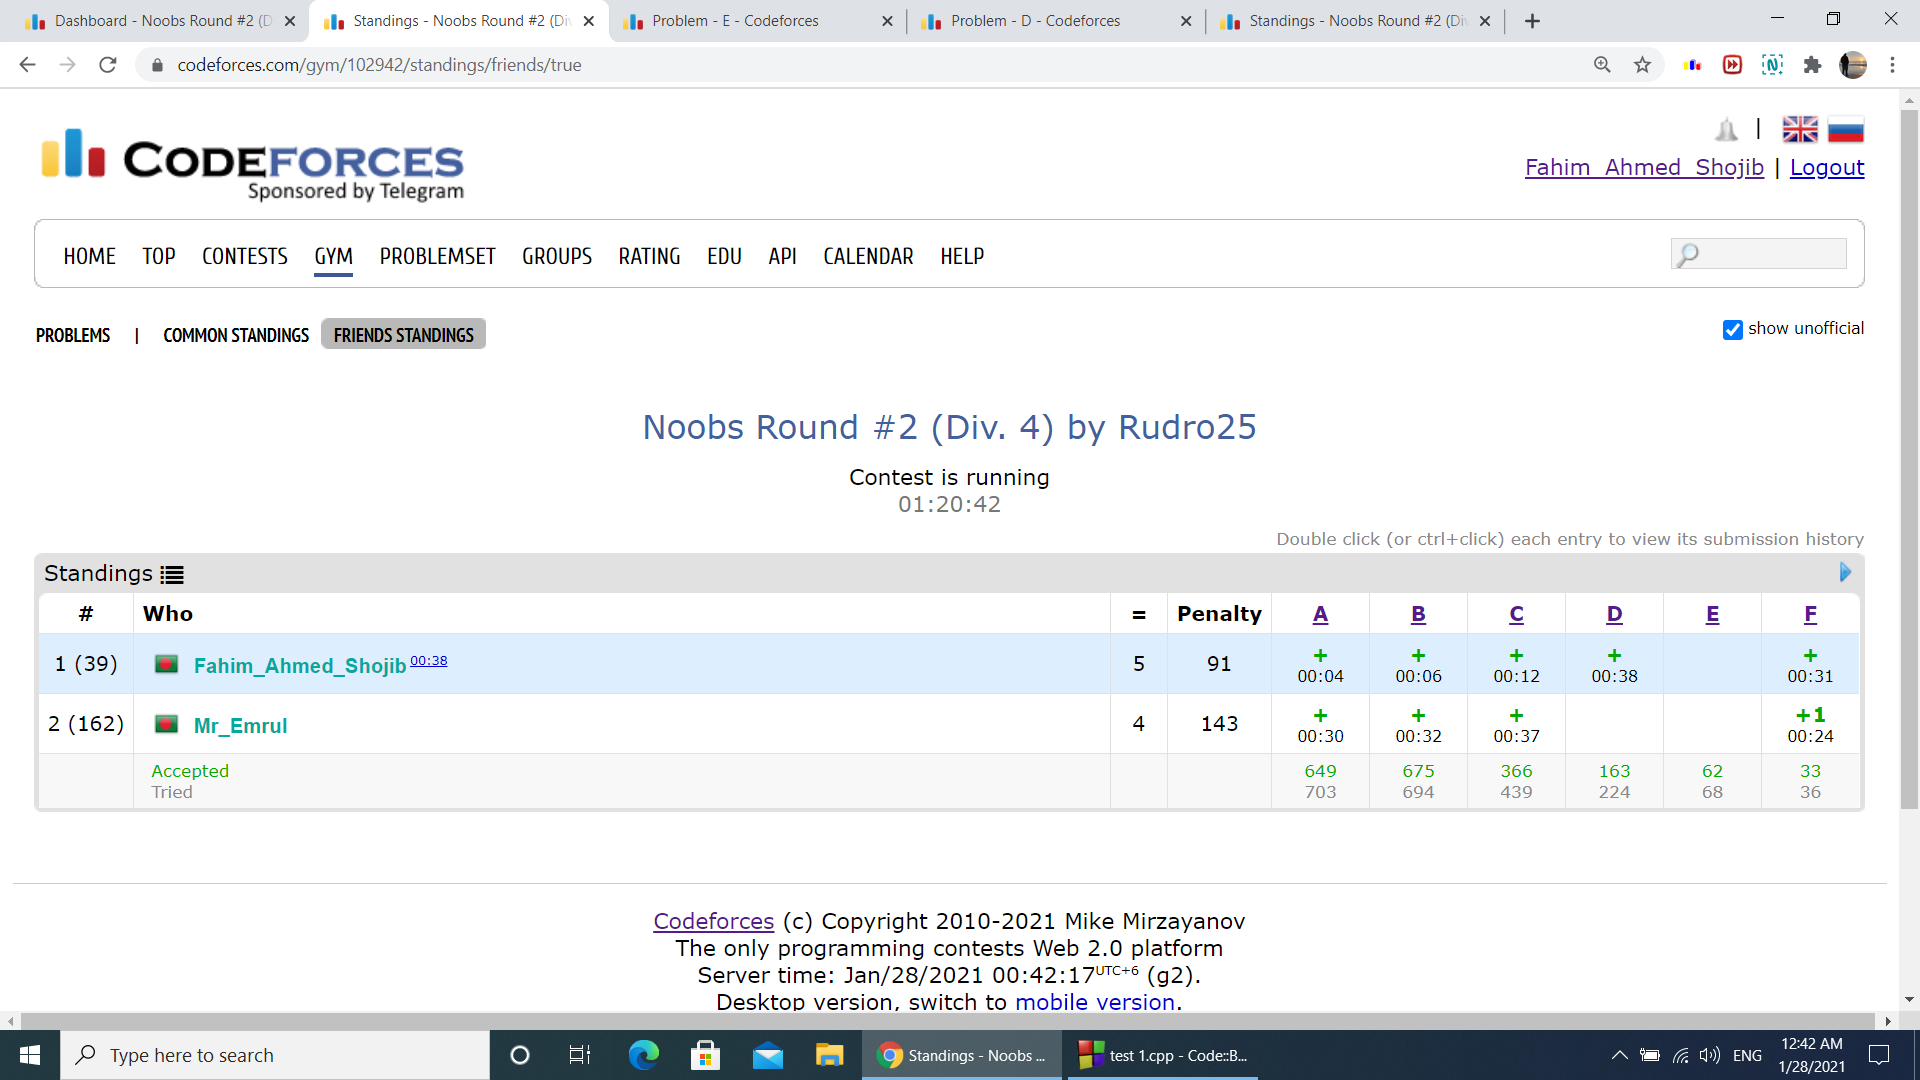 Dashboard - Noobs Round #2 (D
Standings - Noobs Round #2 (Di
Problem - E - Codeforces
Problem - D - Codeforces
Standings - Noobs Round #2 (Di
codeforces.com/gym/102942/standings/friends/true
CODEFORCES
Sponsored by Telegram
|
Fahim_Ahmed_Shojib | Logout
HOME TOP CONTESTS GYM PROBLEMSET GROUPS RATING EDU API CALENDAR HELP
PROBLEMS | COMMON STANDINGS FRIENDS STANDINGS
show unofficial
Noobs Round #2 (Div. 4) by Rudro25
Contest is running
01:20:42
Double click (or ctrl+click) each entry to view its submission history
Standings
# Who = Penalty A B C D E F
1 (39) Fahim_Ahmed_Shojib 00:38 5 91 + + + + +
00:04 00:06 00:12 00:38 00:31
2 (162) Mr_Emrul 4 143 + + + +1
00:30 00:32 00:37 00:24
Accepted 649 675 366 163 62 33
Tried 703 694 439 224 68 36
Codeforces (c) Copyright 2010-2021 Mike Mirzayanov
The only programming contests Web 2.0 platform
Server time: Jan/28/2021 00:42:17 UTC+6 (g2).
Desktop version, switch to mobile version.
Type here to search
Standings - Noobs ...
test 1.cpp - Code::B...
ENG
12:42 AM
1/28/2021